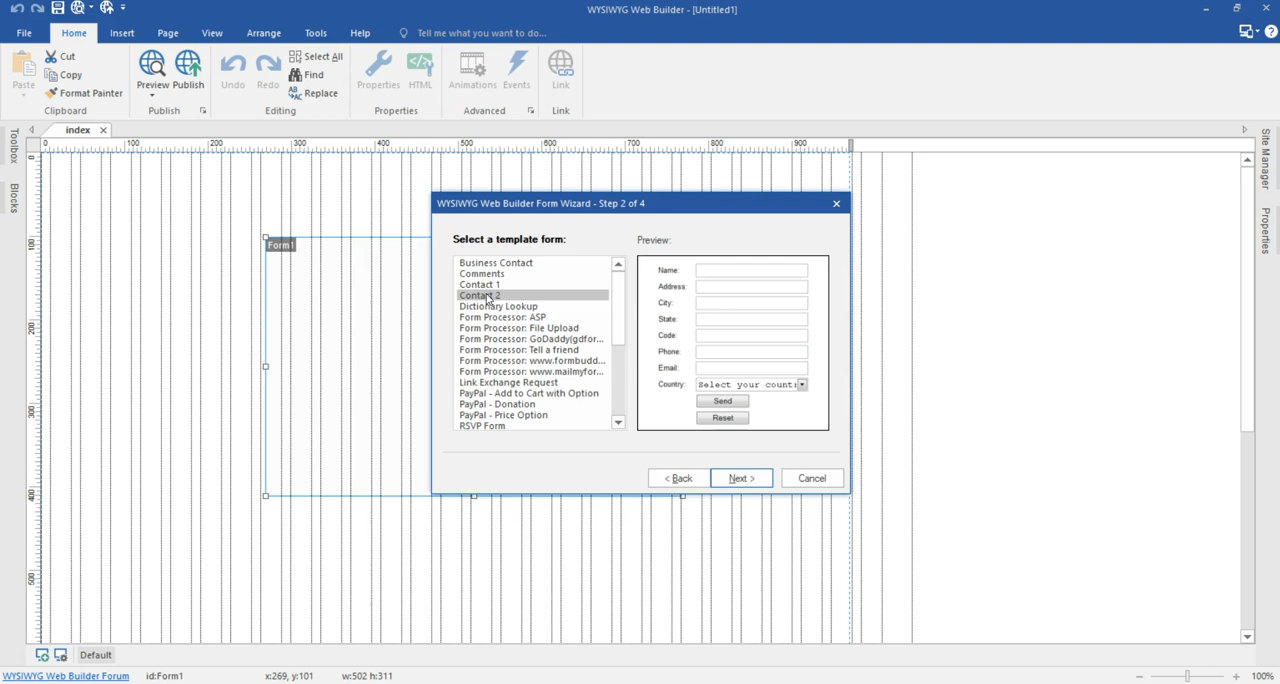 WYSIWYG Web Builder - [Untitled1]
File Home Insert Page View Arrange Tools Help Tell me what you want to do...
Paste
Cut
Copy
Format Painter
Clipboard
Preview Publish
Publish
Undo Redo
Select All
Find
Replace
Editing
Properties HTML
Properties
Animations Events
Advanced
Link
Link
index
0 100 200 300 400 500 600 700 800 900
0
100
200
300
400
500
Toolbox
Blocks
Site Manager
Properties
Form1
WYSIWYG Web Builder Form Wizard - Step 2 of 4
Select a template form:
Business Contact
Comments
Contact 1
Contact 2
Dictionary Lookup
Form Processor: ASP
Form Processor: File Upload
Form Processor: GoDaddy(gdfor...
Form Processor: Tell a friend
Form Processor: www.formbudd...
Form Processor: www.mailmyfor...
Link Exchange Request
PayPal - Add to Cart with Option
PayPal - Donation
PayPal - Price Option
RSVP Form
Preview:
Name:
Address:
City:
State:
Code:
Phone:
Email:
Country: Select your count
Send
Reset
< Back Next > Cancel
Default
WYSIWYG Web Builder Forum id:Form1 x:269, y:101 w:502 h:311 100%